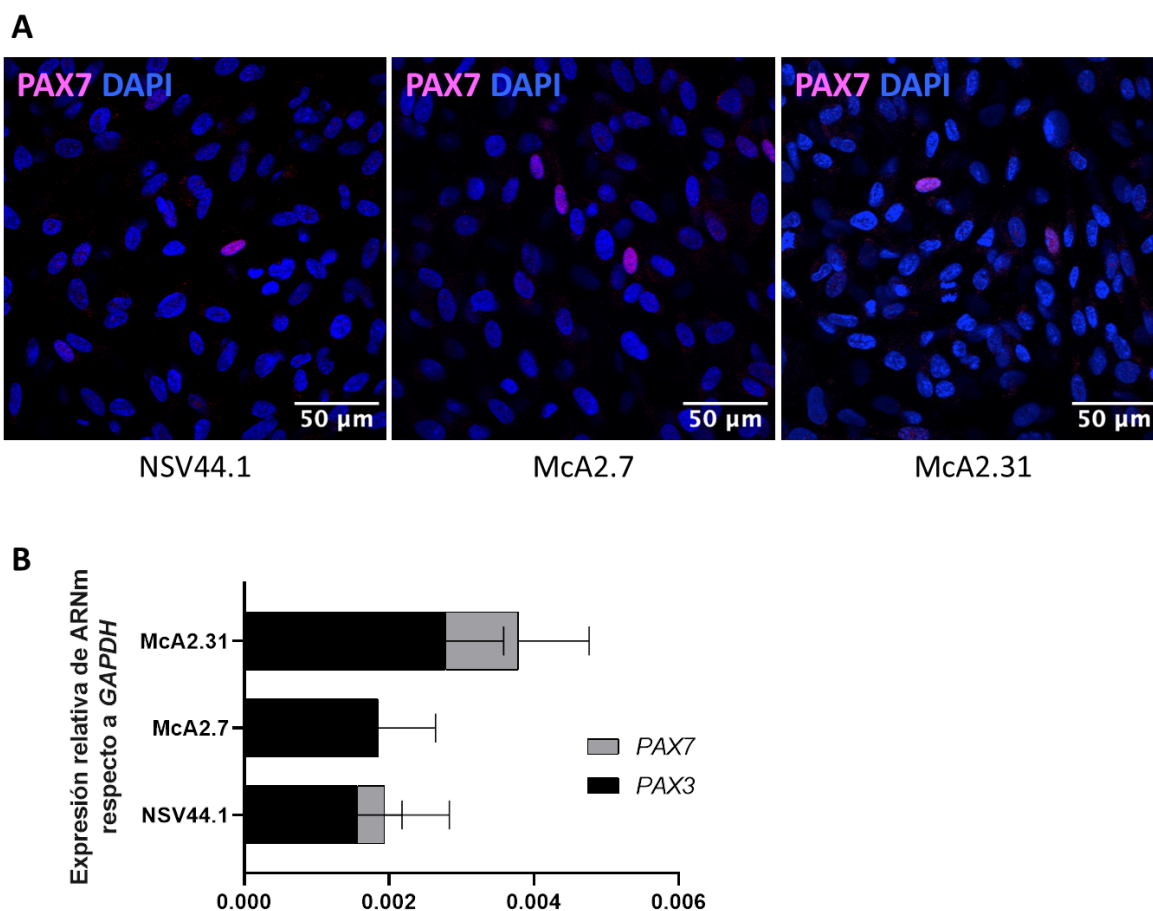 A
PAX7 DAPI
PAX7 DAPI
PAX7 DAPI
50 µm
50 µm
50 µm
NSV44.1
McA2.7
McA2.31
B
Expresión relativa de ARNm
respecto a GAPDH
McA2.31
McA2.7
NSV44.1
PAX7
PAX3
0.000
0.002
0.004
0.006